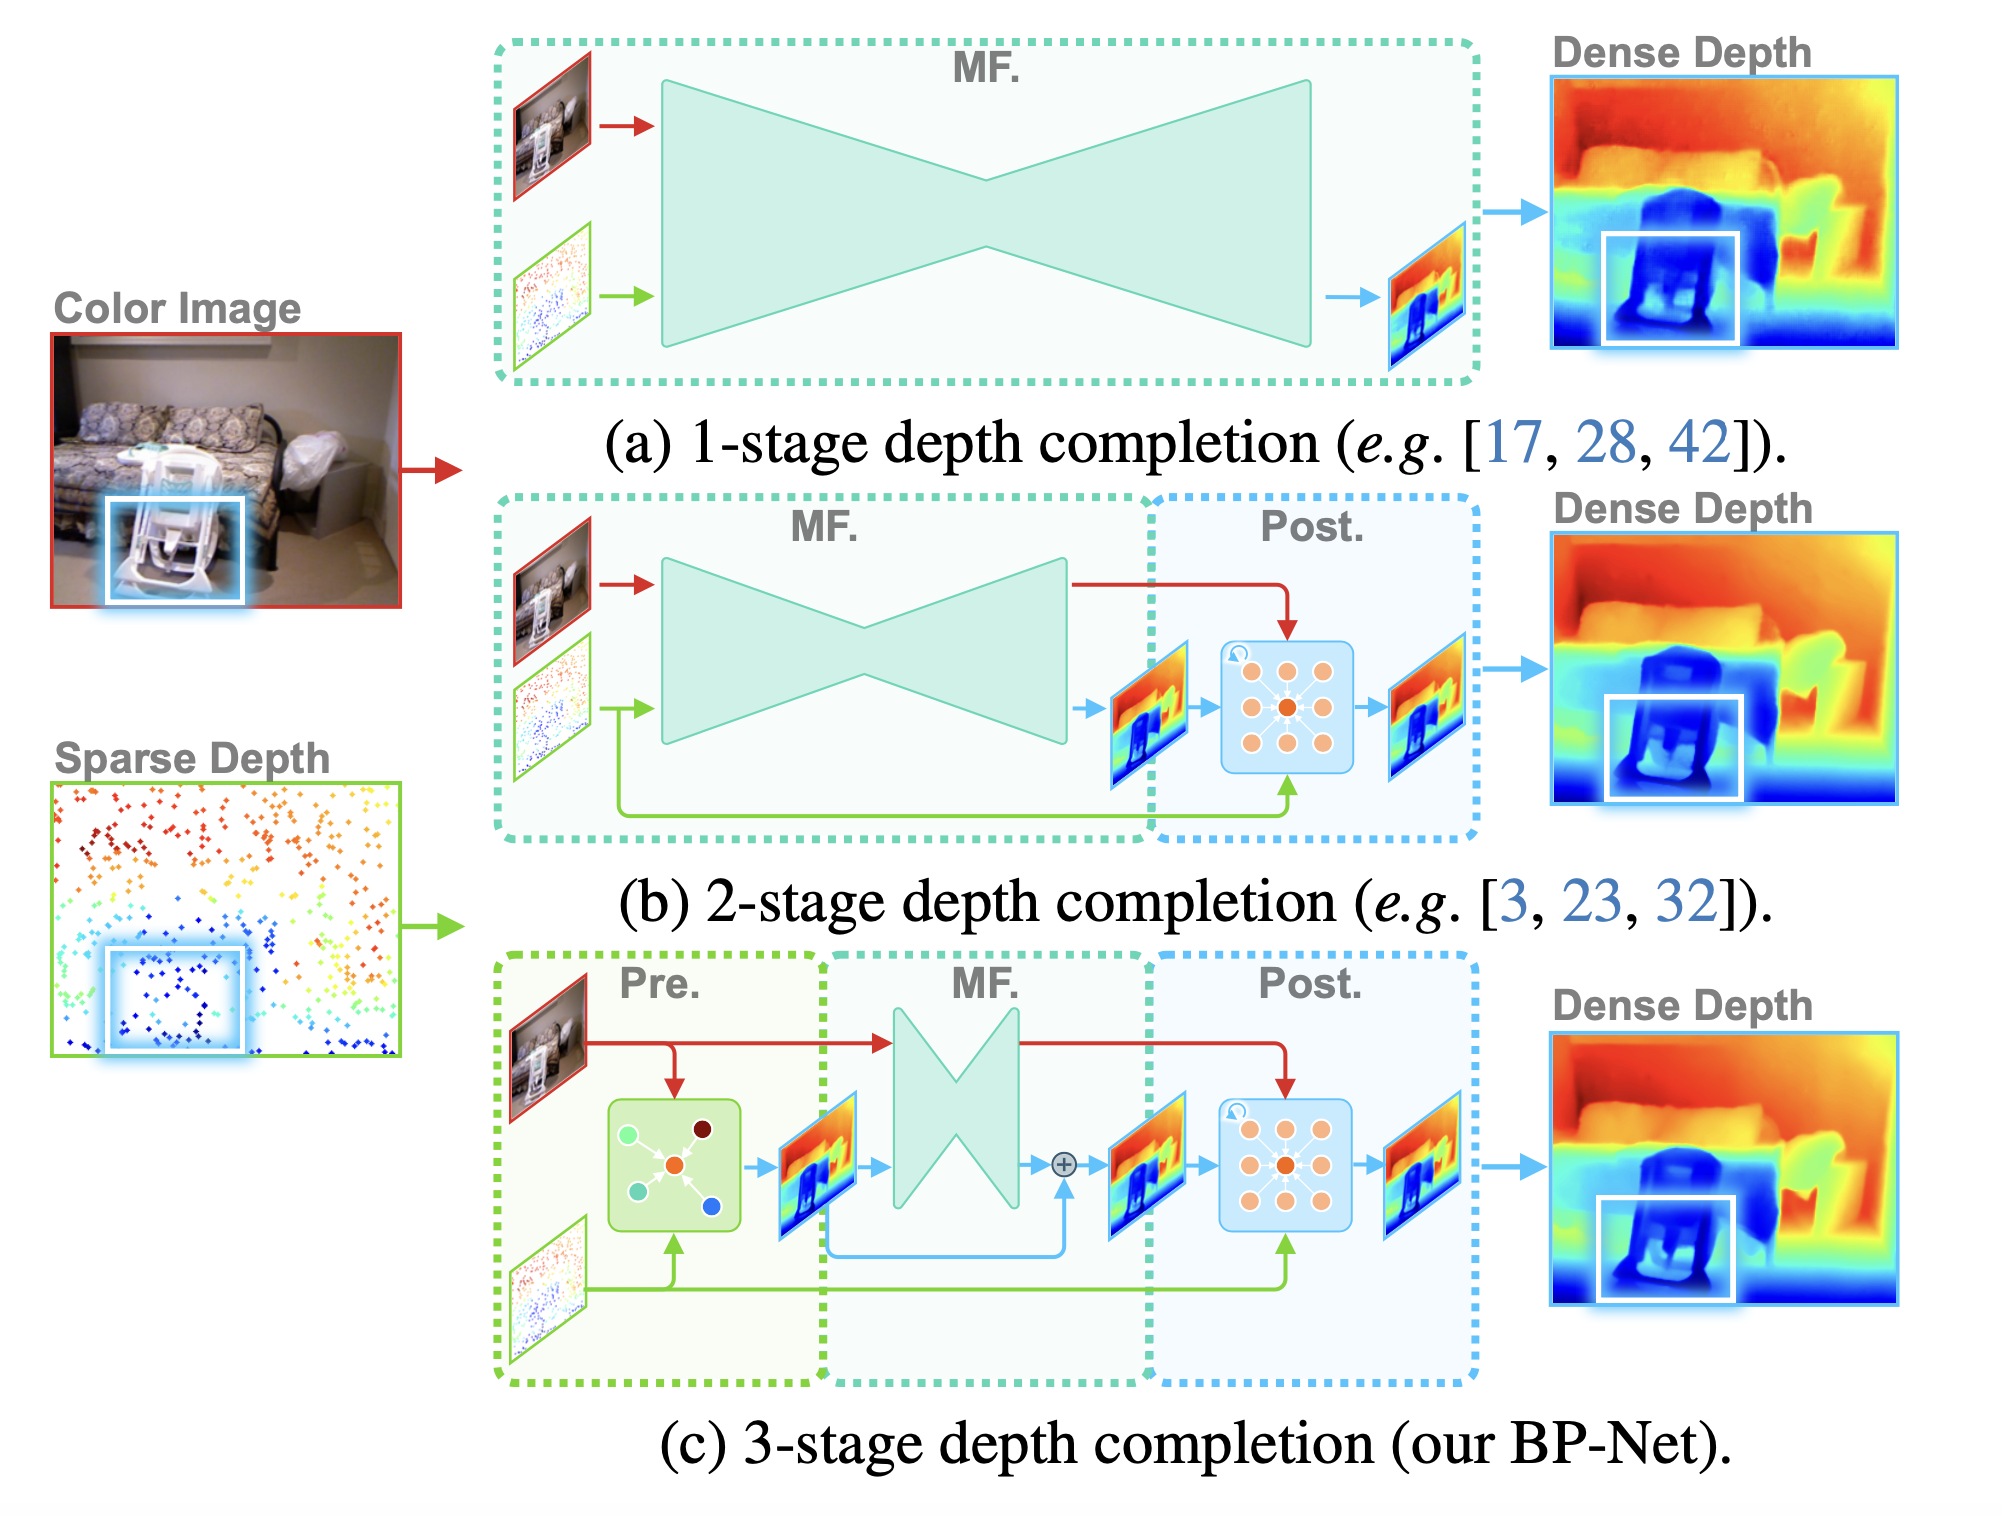 MF.
Dense Depth
Color Image
(a) 1-stage depth completion (e.g. [17, 28, 42]).
MF.
Post.
Dense Depth
Sparse Depth
(b) 2-stage depth completion (e.g. [3, 23, 32]).
Pre.
MF.
Post.
Dense Depth
(c) 3-stage depth completion (our BP-Net).